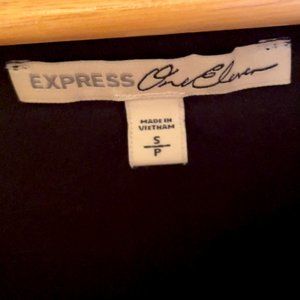 EXPRESS One Eleven
MADE IN
VIETNAM
S
P